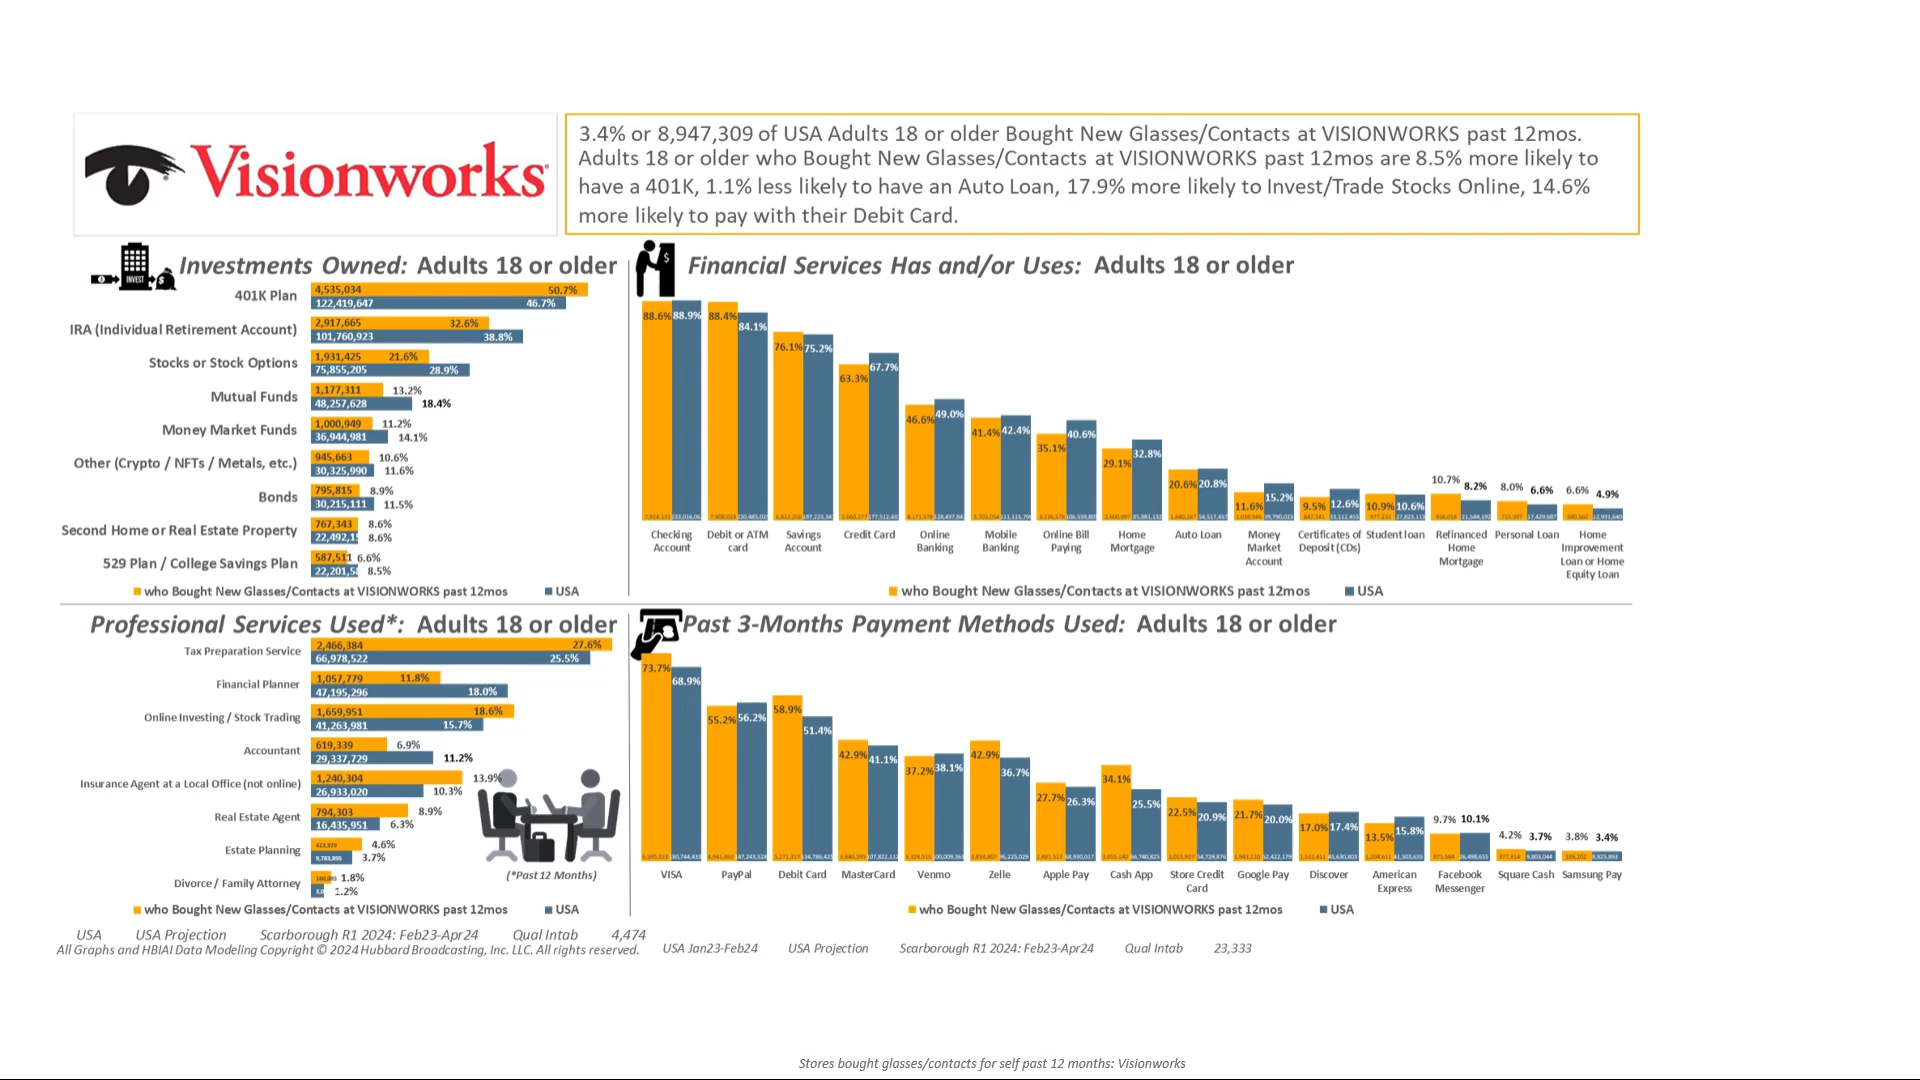 Visionworks
3.4% or 8,947,309 of USA Adults 18 or older Bought New Glasses/Contacts at VISIONWORKS past 12mos.
Adults 18 or older who Bought New Glasses/Contacts at VISIONWORKS past 12mos are 8.5% more likely to
have a 401K, 1.1% less likely to have an Auto Loan, 17.9% more likely to Invest/Trade Stocks Online, 14.6%
more likely to pay with their Debit Card.
INVEST
Investments Owned: Adults 18 or older
401K Plan
4,535,034 50.7%
122,419,647 46.7%
IRA (Individual Retirement Account)
2,917,665 32.6%
101,760,923 38.8%
Stocks or Stock Options
1,931,425 21.6%
75,855,205 28.9%
Mutual Funds
1,177,311 13.2%
48,257,628 18.4%
Money Market Funds
1,000,949 11.2%
36,944,981 14.1%
Other (Crypto / NFTs / Metals, etc.)
945,663 10.6%
30,325,990 11.6%
Bonds
795,815 8.9%
30,215,111 11.5%
Second Home or Real Estate Property
767,343 8.6%
8.6%
529 Plan / College Savings Plan
587,511 6.6%
8.5%
who Bought New Glasses/Contacts at VISIONWORKS past 12mos USA
Financial Services Has and/or Uses: Adults 18 or older
88.6% 88.9% 88.4% 84.1% 76.1% 75.2% 63.3% 67.7% 46.6% 49.0% 41.4% 42.4% 35.1% 40.6% 29.1% 32.8% 20.6% 20.8% 11.6% 15.2% 9.5% 12.6% 10.9% 10.6% 10.7% 8.2% 8.0% 6.6% 6.6% 4.9%
Checking Account
Debit or ATM card
Savings Account
Credit Card
Online Banking
Mobile Banking
Online Bill Paying
Home Mortgage
Auto Loan
Money Market Account
Certificates of Deposit (CDs)
Student loan
Refinanced Home Mortgage
Personal Loan
Home Improvement Loan or Home Equity Loan
who Bought New Glasses/Contacts at VISIONWORKS past 12mos USA
Professional Services Used*: Adults 18 or older
Tax Preparation Service
2,466,384 27.6%
66,978,522 25.5%
Financial Planner
1,057,779 11.8%
47,195,296 18.0%
Online Investing / Stock Trading
1,659,951 18.6%
41,263,981 15.7%
Accountant
619,339 6.9%
29,337,729 11.2%
Insurance Agent at a Local Office (not online)
1,240,304 13.9%
26,933,020 10.3%
Real Estate Agent
794,303 8.9%
16,435,951 6.3%
Estate Planning
4.6%
3.7%
Divorce / Family Attorney
1.8%
1.2%
(*Past 12 Months)
who Bought New Glasses/Contacts at VISIONWORKS past 12mos USA
Past 3-Months Payment Methods Used: Adults 18 or older
73.7% 68.9% 55.2% 56.2% 58.9% 51.4% 42.9% 41.1% 37.2% 38.1% 42.9% 36.7% 27.7% 26.3% 34.1% 25.5% 22.5% 20.9% 21.7% 20.0% 17.0% 17.4% 13.5% 15.8% 9.7% 10.1% 4.2% 3.7% 3.8% 3.4%
VISA
PayPal
Debit Card
MasterCard
Venmo
Zelle
Apple Pay
Cash App
Store Credit Card
Google Pay
Discover
American Express
Facebook Messenger
Square Cash
Samsung Pay
who Bought New Glasses/Contacts at VISIONWORKS past 12mos USA
USA USA Projection Scarborough R1 2024: Feb23-Apr24 Qual Intab 4,474
All Graphs and HBIAI Data Modeling Copyright © 2024 Hubbard Broadcasting, Inc. LLC. All rights reserved.
USA Jan23-Feb24 USA Projection Scarborough R1 2024: Feb23-Apr24 Qual Intab 23,333
Stores bought glasses/contacts for self past 12 months: Visionworks